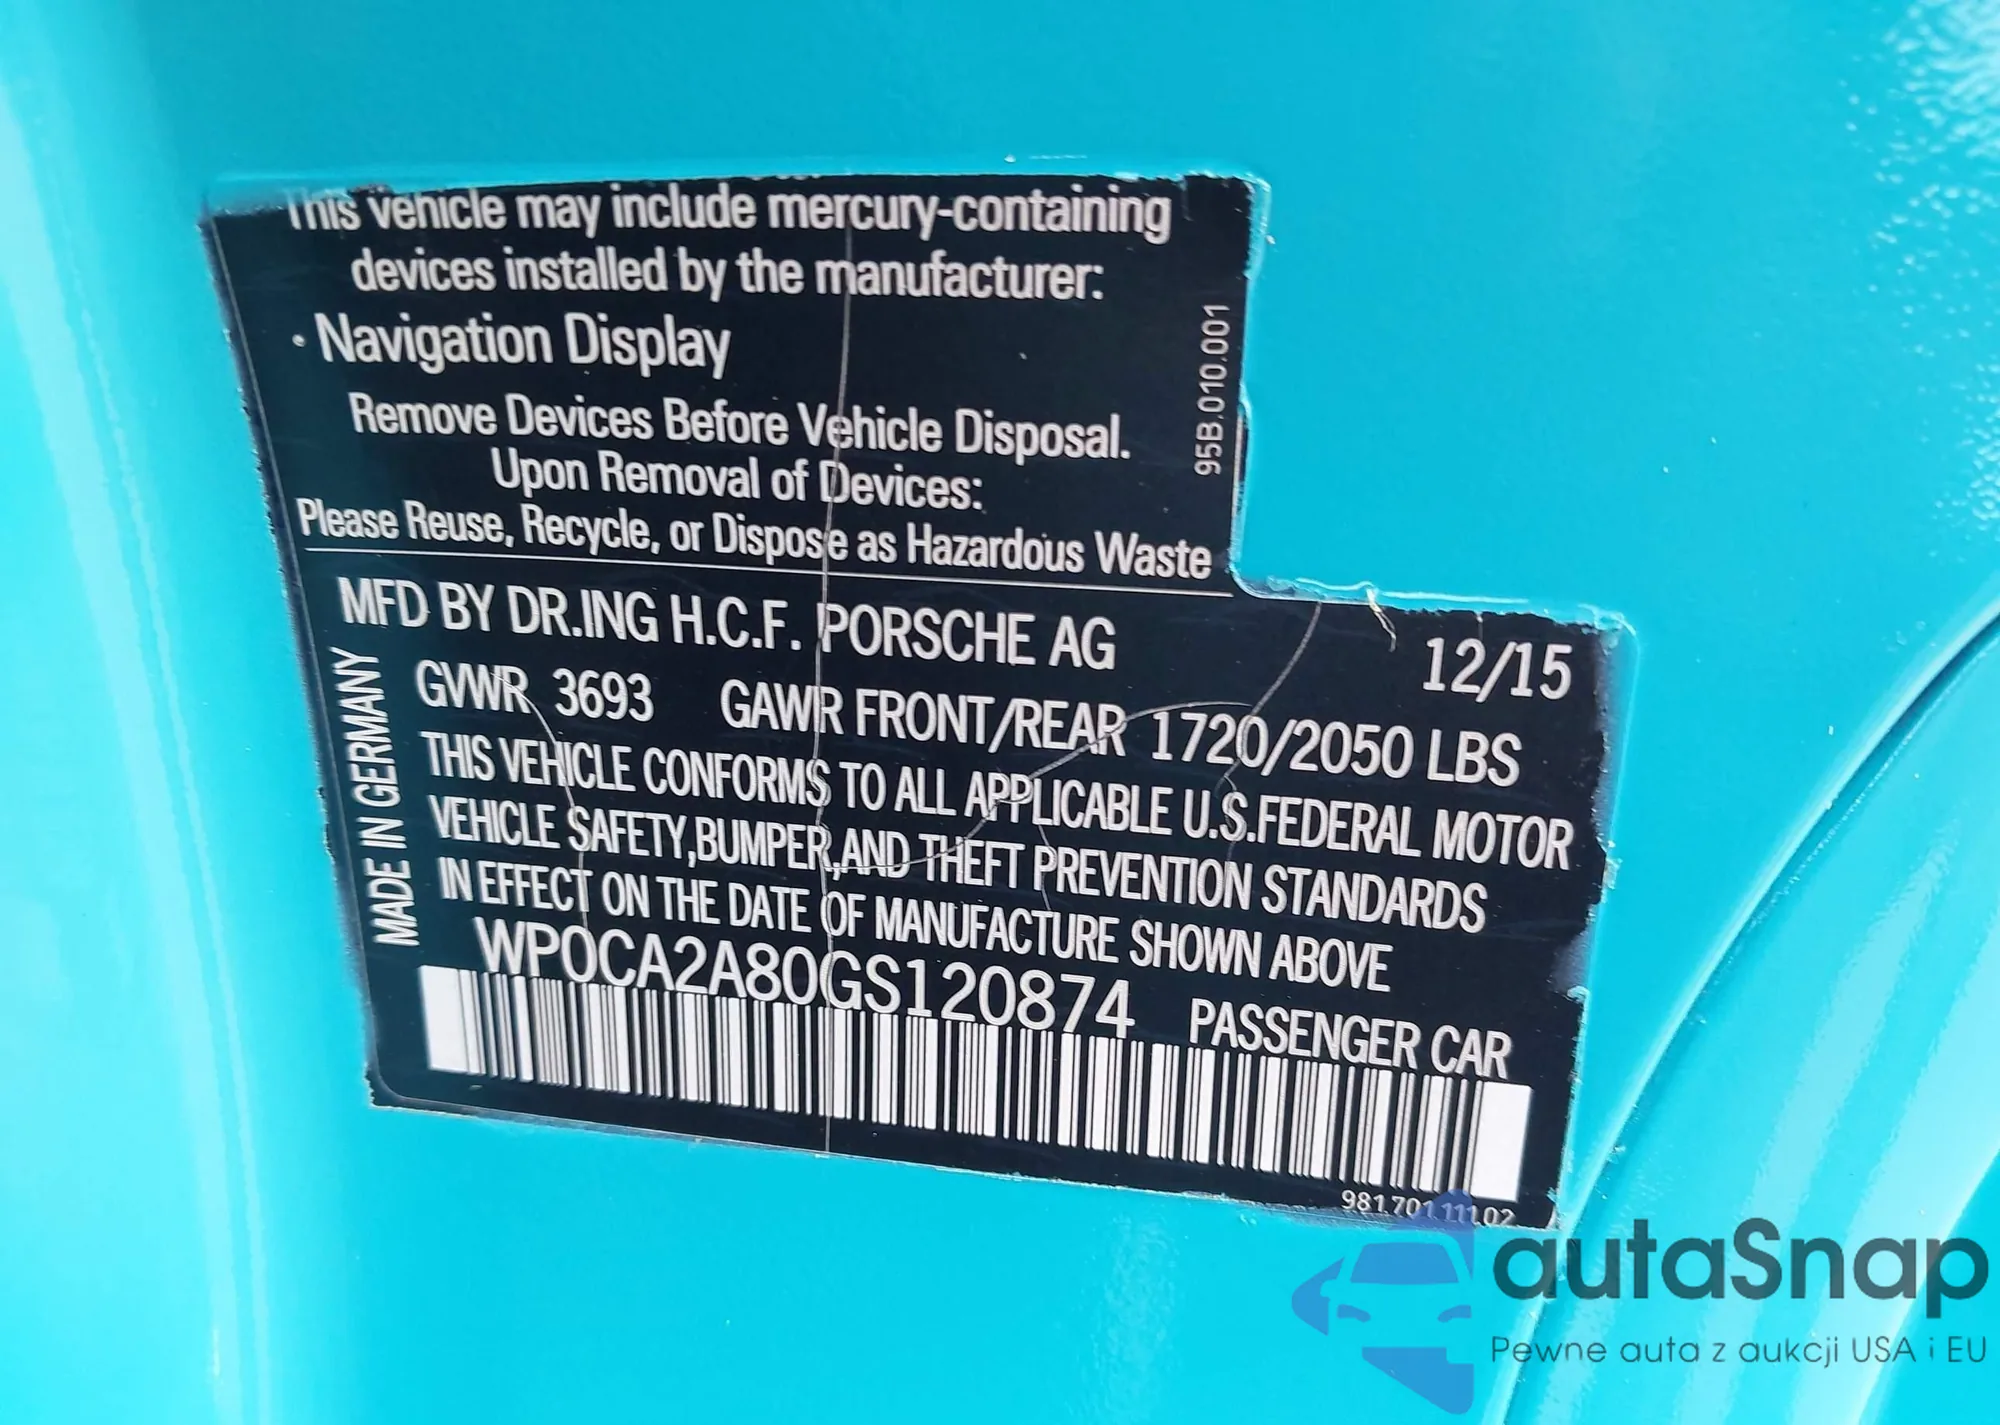 This vehicle may include mercury-containing
devices installed by the manufacturer:
· Navigation Display
Remove Devices Before Vehicle Disposal.
Upon Removal of Devices:
Please Reuse, Recycle, or Dispose as Hazardous Waste
95B.010.001
MFD BY DR.ING H.C.F. PORSCHE AG 12/15
GVWR 3693 GAWR FRONT/REAR 1720/2050 LBS
THIS VEHICLE CONFORMS TO ALL APPLICABLE U.S.FEDERAL MOTOR
VEHICLE SAFETY,BUMPER,AND THEFT PREVENTION STANDARDS
IN EFFECT ON THE DATE OF MANUFACTURE SHOWN ABOVE
WP0CA2A80GS120874 PASSENGER CAR
MADE IN GERMANY
981.701.111.02
autaSnap
Pewne auta z aukcji USA i EU